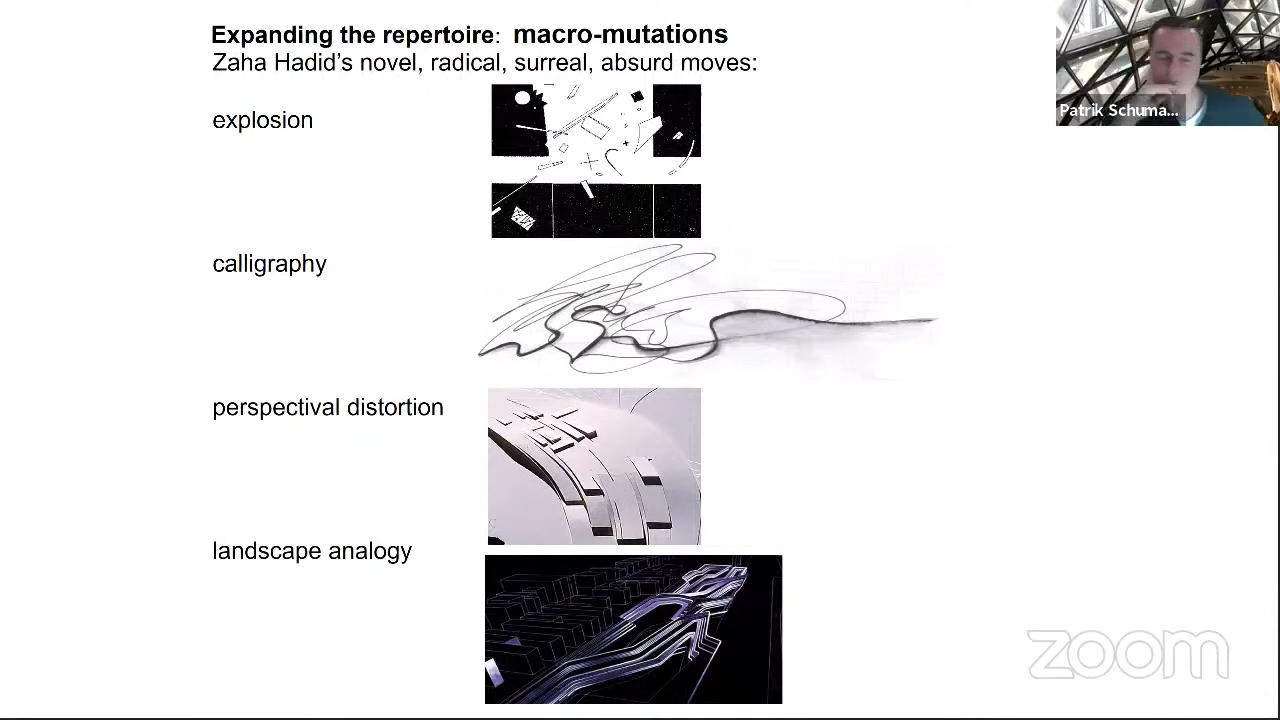 Expanding the repertoire: macro-mutations
Zaha Hadid's novel, radical, surreal, absurd moves:
Patrik Schuma...
explosion
calligraphy
perspectival distortion
landscape analogy
zoom